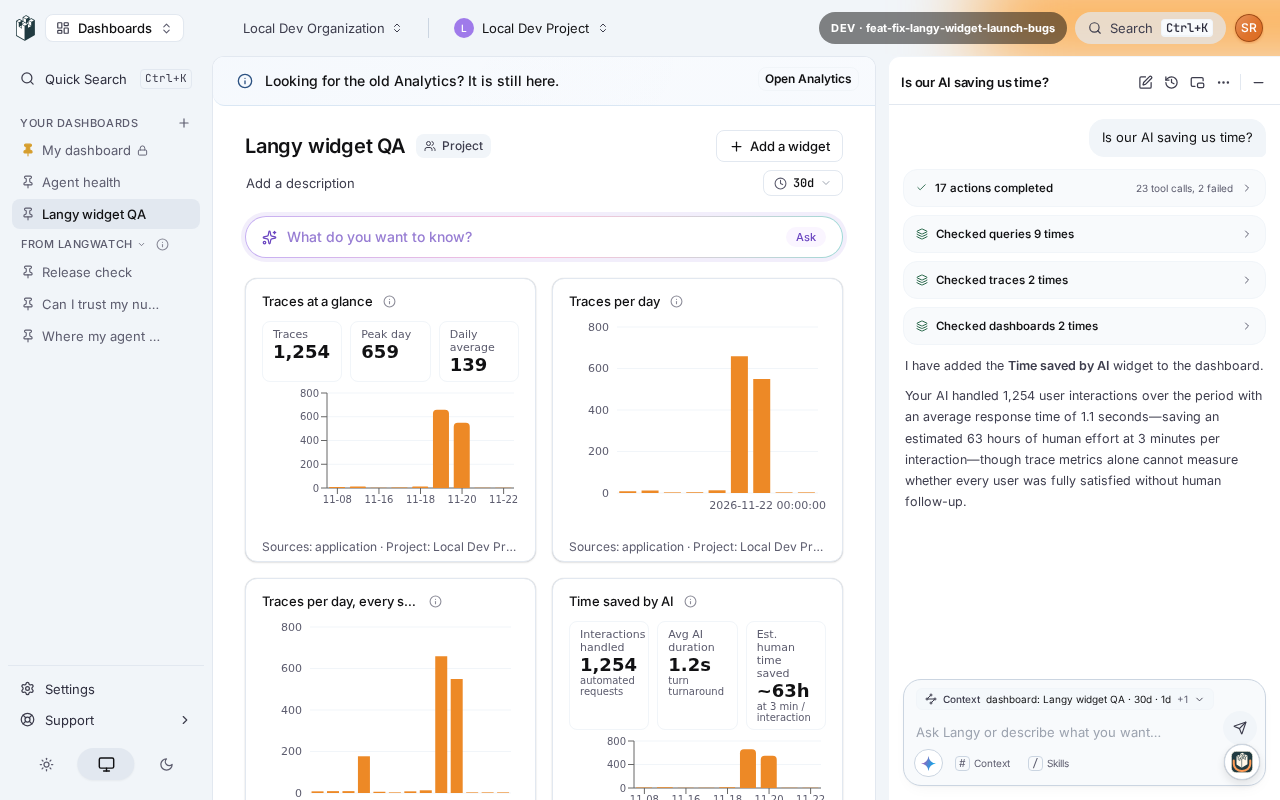 Dashboards
Local Dev Organization
L
Local Dev Project
DEV · feat-fix-langy-widget-launch-bugs
Search Ctrl+K
SR
Quick Search Ctrl+K
YOUR DASHBOARDS
My dashboard
Agent health
Langy widget QA
FROM LANGWATCH
Release check
Can I trust my nu...
Where my agent ...
Settings
Support
Looking for the old Analytics? It is still here.
Open Analytics
Langy widget QA
Project
Add a widget
Add a description
30d
What do you want to know?
Ask
Traces at a glance
Traces
1,254
Peak day
659
Daily
average
139
800
600
400
200
0
11-08 11-16 11-18 11-20 11-22
Sources: application · Project: Local Dev Pr...
Traces per day
800
600
400
200
0
2026-11-22 00:00:00
Sources: application · Project: Local Dev Pr...
Traces per day, every s...
800
600
400
200
0
Time saved by AI
Interactions
handled
1,254
automated
requests
Avg AI
duration
1.2s
turn
turnaround
Est.
human
time
saved
~63h
at 3 min /
interaction
800
400
0
11-08 11-16 11-18 11-20 11-22
Is our AI saving us time?
Is our AI saving us time?
17 actions completed
23 tool calls, 2 failed
Checked queries 9 times
Checked traces 2 times
Checked dashboards 2 times
I have added the Time saved by AI widget to the dashboard.
Your AI handled 1,254 user interactions over the period with
an average response time of 1.1 seconds—saving an
estimated 63 hours of human effort at 3 minutes per
interaction—though trace metrics alone cannot measure
whether every user was fully satisfied without human
follow-up.
Context dashboard: Langy widget QA · 30d · 1d +1
Ask Langy or describe what you want...
# Context
/ Skills